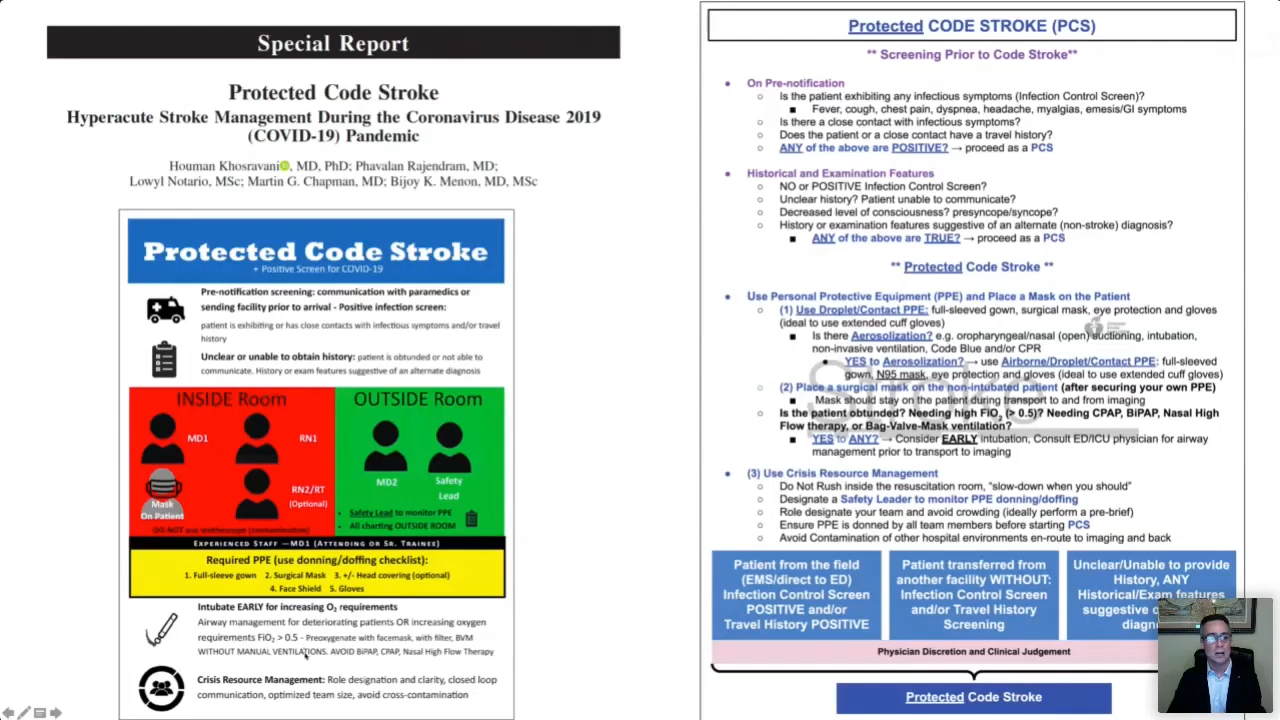 Special Report
Protected Code Stroke
Hyperacute Stroke Management During the Coronavirus Disease 2019
(COVID-19) Pandemic
Houman Khosravani, MD, PhD; Phavalan Rajendram, MD;
Lowyl Notario, MSc; Martin G. Chapman, MD; Bijoy K. Menon, MD, MSc
Protected Code Stroke
+ Positive Screen for COVID-19
Pre-notification screening: communication with paramedics or
sending facility prior to arrival - Positive infection screen:
patient is exhibiting or has close contacts with infectious symptoms and/or travel
history
Unclear or unable to obtain history: patient is obtunded or not able to
communicate. History or exam features suggestive of an alternate diagnosis
INSIDE Room
MD1
RN1
Mask
On Patient
RN2/RT
(Optional)
DO NOT use stethoscope (contamination)
OUTSIDE Room
MD2
Safety
Lead
• Safety Lead to monitor PPE
• All charting OUTSIDE ROOM
EXPERIENCED STAFF —MD1 (ATTENDING OR SR. TRAINEE)
Required PPE (use donning/doffing checklist):
1. Full-sleeve gown 2. Surgical Mask 3. +/- Head covering (optional)
4. Face Shield 5. Gloves
Intubate EARLY for increasing O₂ requirements
Airway management for deteriorating patients OR increasing oxygen
requirements FiO₂ > 0.5 - Preoxygenate with facemask, with filter, BVM
WITHOUT MANUAL VENTILATIONS. AVOID BiPAP, CPAP, Nasal High Flow Therapy
Crisis Resource Management: Role designation and clarity, closed loop
communication, optimized team size, avoid cross-contamination
Protected CODE STROKE (PCS)
** Screening Prior to Code Stroke**
● On Pre-notification
○ Is the patient exhibiting any infectious symptoms (Infection Control Screen)?
■ Fever, cough, chest pain, dyspnea, headache, myalgias, emesis/GI symptoms
○ Is there a close contact with infectious symptoms?
○ Does the patient or a close contact have a travel history?
○ ANY of the above are POSITIVE? → proceed as a PCS
● Historical and Examination Features
○ NO or POSITIVE Infection Control Screen?
○ Unclear history? Patient unable to communicate?
○ Decreased level of consciousness? presyncope/syncope?
○ History or examination features suggestive of an alternate (non-stroke) diagnosis?
■ ANY of the above are TRUE? → proceed as a PCS
** Protected Code Stroke **
● Use Personal Protective Equipment (PPE) and Place a Mask on the Patient
○ (1) Use Droplet/Contact PPE: full-sleeved gown, surgical mask, eye protection and gloves
(ideal to use extended cuff gloves)
■ Is there Aerosolization? e.g. oropharyngeal/nasal (open) suctioning, intubation,
non-invasive ventilation, Code Blue and/or CPR
● YES to Aerosolization? → use Airborne/Droplet/Contact PPE: full-sleeved
gown, N95 mask, eye protection and gloves (ideal to use extended cuff gloves)
○ (2) Place a surgical mask on the non-intubated patient (after securing your own PPE)
■ Mask should stay on the patient during transport to and from imaging
○ Is the patient obtunded? Needing high FiO₂ (> 0.5)? Needing CPAP, BiPAP, Nasal High
Flow therapy, or Bag-Valve-Mask ventilation?
■ YES to ANY? → Consider EARLY intubation, Consult ED/ICU physician for airway
management prior to transport to imaging
● (3) Use Crisis Resource Management
○ Do Not Rush inside the resuscitation room, “slow-down when you should”
○ Designate a Safety Leader to monitor PPE donning/doffing
○ Role designate your team and avoid crowding (ideally perform a pre-brief)
○ Ensure PPE is donned by all team members before starting PCS
○ Avoid Contamination of other hospital environments en-route to imaging and back
Stroke
Patient from the field
(EMS/direct to ED)
Infection Control Screen
POSITIVE and/or
Travel History POSITIVE
Patient transferred from
another facility WITHOUT:
Infection Control Screen
and/or Travel History
Screening
Unclear/Unable to provide
History, ANY
Historical/Exam features
Physician Discretion and Clinical Judgement
Protected Code Stroke